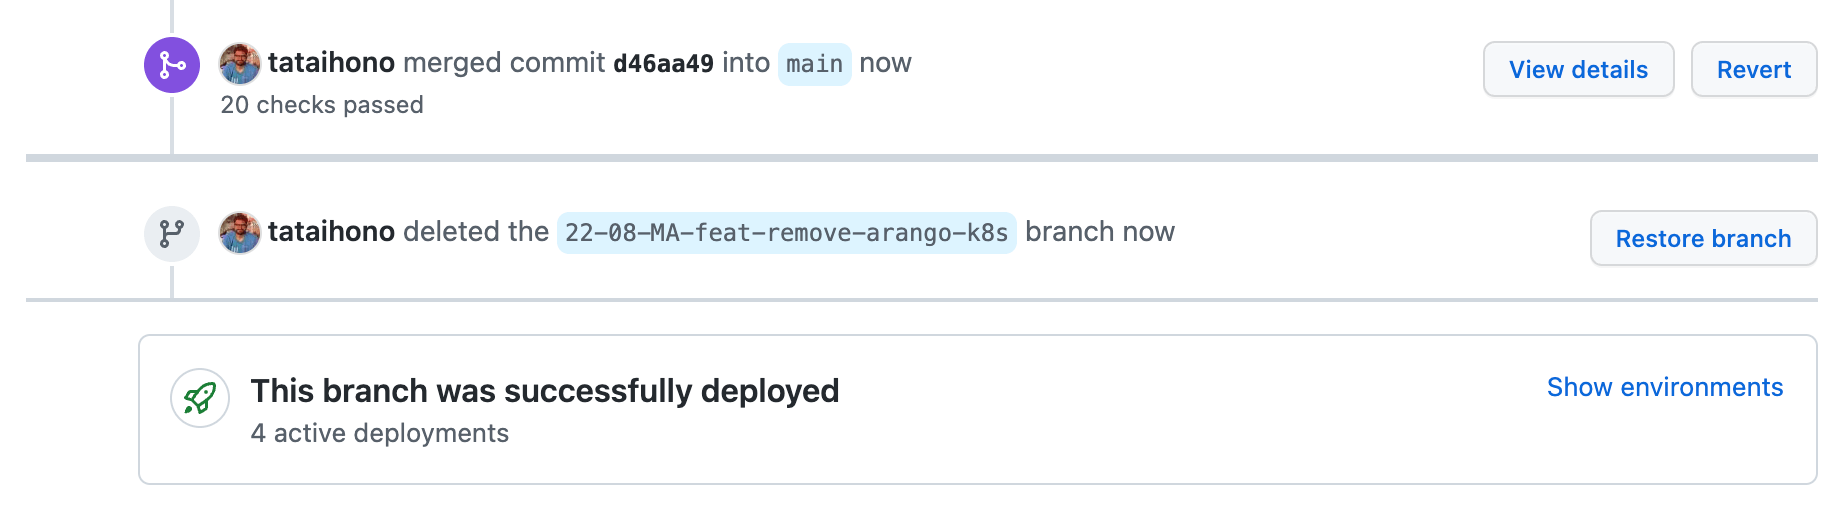 tataihono merged commit d46aa49 into main now
View details
Revert
20 checks passed
tataihono deleted the 22-08-MA-feat-remove-arango-k8s branch now
Restore branch
This branch was successfully deployed
Show environments
4 active deployments